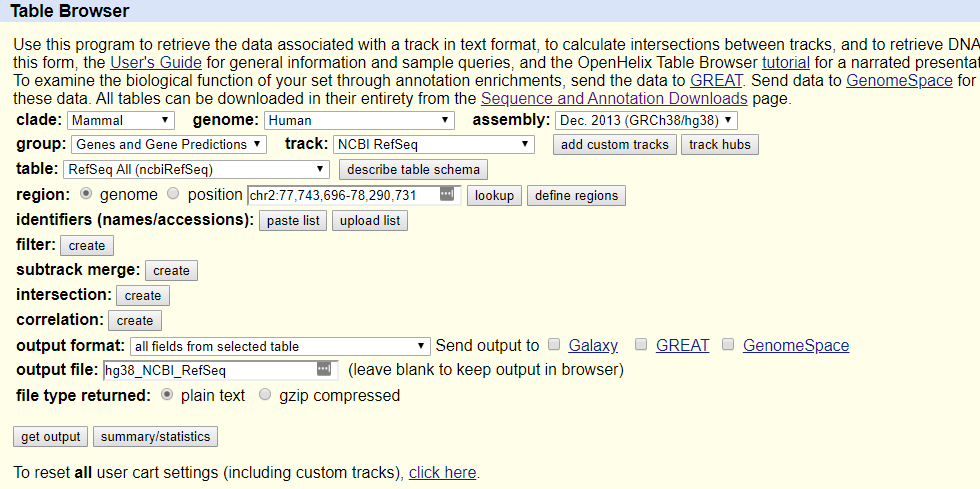 Table Browser
Use this program to retrieve the data associated with a track in text format, to calculate intersections between tracks, and to retrieve DNA
this form, the User's Guide for general information and sample queries, and the OpenHelix Table Browser tutorial for a narrated presentat
To examine the biological function of your set through annotation enrichments, send the data to GREAT. Send data to GenomeSpace for
these data. All tables can be downloaded in their entirety from the Sequence and Annotation Downloads page.
clade: Mammal genome: Human assembly: Dec. 2013 (GRCh38/hg38)
group: Genes and Gene Predictions track: NCBI RefSeq add custom tracks track hubs
table: RefSeq All (ncbiRefSeq) describe table schema
region: genome position chr2:77,743,696-78,290,731 lookup define regions
identifiers (names/accessions): paste list upload list
filter: create
subtrack merge: create
intersection: create
correlation: create
output format: all fields from selected table Send output to Galaxy GREAT GenomeSpace
output file: hg38_NCBI_RefSeq (leave blank to keep output in browser)
file type returned: plain text gzip compressed
get output summary/statistics
To reset all user cart settings (including custom tracks), click here.